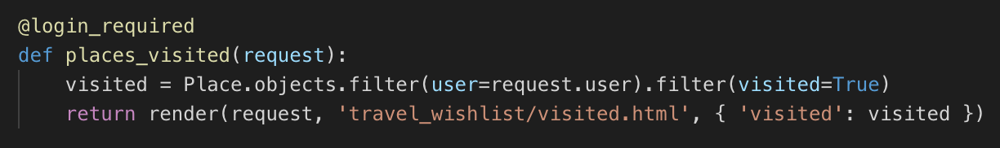 @login_required
def places_visited(request):
    visited = Place.objects.filter(user=request.user).filter(visited=True)
    return render(request, 'travel_wishlist/visited.html', { 'visited': visited })